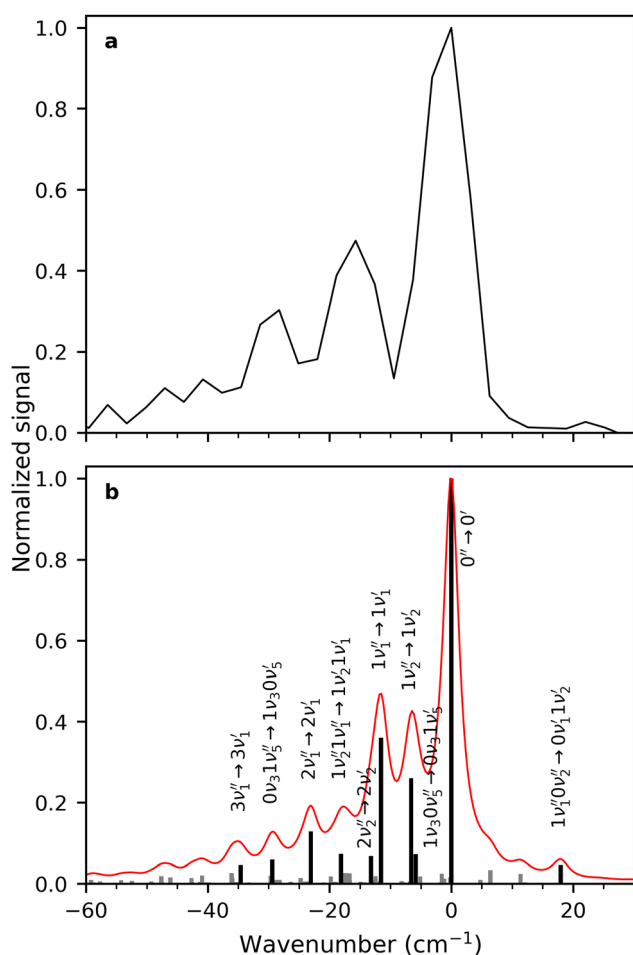 a
1.0
0.8
0.6
0.4
0.2
0.0
Normalized signal
b
1.0
0.8
0.6
0.4
0.2
0.0
3ν₁″ → 3ν₁′
0ν₃1ν₅″ → 1ν₃0ν₅′
2ν₁″ → 2ν₁′
1ν₂″1ν₁″ → 1ν₂′1ν₁′
2ν₂″ → 2ν₂′
1ν₁″ → 1ν₁′
1ν₂″ → 1ν₂′
1ν₃0ν₅″ → 0ν₃1ν₅′
0″ → 0′
1ν₁″0ν₂″ → 0ν₁′1ν₂′
−60 −40 −20 0 20
Wavenumber (cm⁻¹)